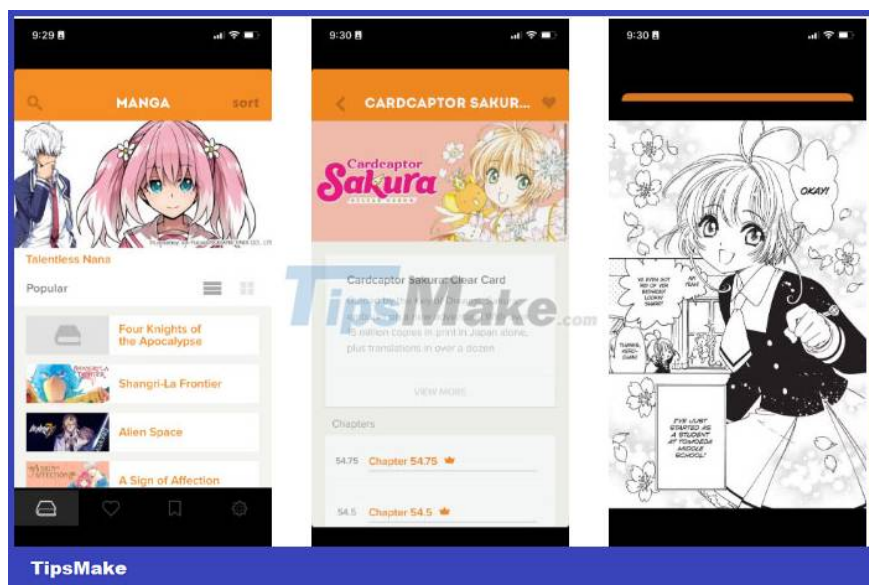 9:29
MANGA
sort
Talentless Nana
Popular
Four Knights of
the Apocalypse
Shangri-La Frontier
Alien Space
A Sign of Affection
9:30
CARDCAPTOR SAKUR...
Cardcaptor
Sakura
Cardcaptor Sakura: Clear Card
15 million copies in print in Japan alone,
plus translations in over a dozen
VIEW MORE
Chapters
54.75 Chapter 54.75
54.5 Chapter 54.5
9:30
OKAY!
I'VE JUST
STARTED AS
A STUDENT
AT TOMOEDA
MIDDLE
SCHOOL!
TipsMake.com
TipsMake